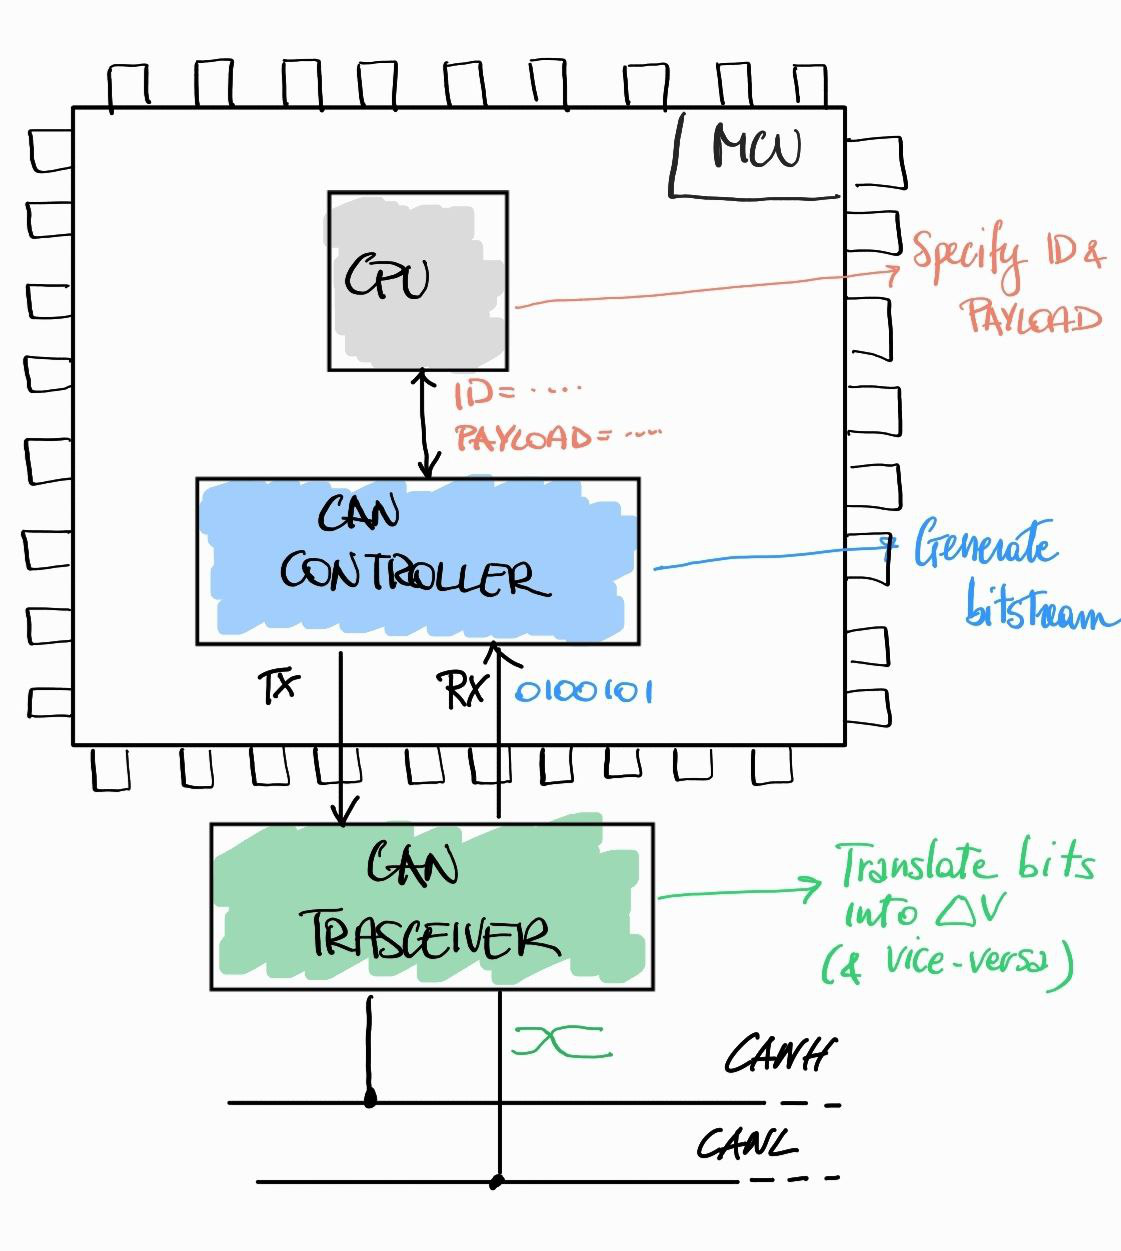 MCU
CPU
Specify ID &
PAYLOAD
ID= ....
PAYLOAD= ....
CAN
CONTROLLER
Generate
bitstream
TX
RX
0100101
CAN
TRASCEIVER
Translate bits
into ΔV
(& vice-versa)
CANH
CANL